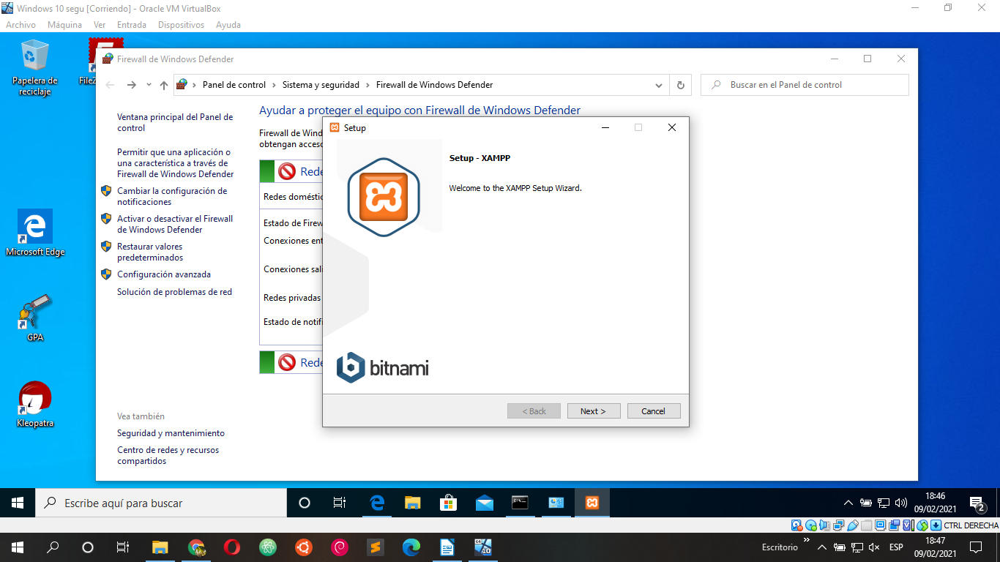 Windows 10 segu [Corriendo] - Oracle VM VirtualBox
Archivo Máquina Ver Entrada Dispositivos Ayuda
Papelera de
reciclaje
FileZ
Microsoft Edge
GPA
Kleopatra
Firewall de Windows Defender
Panel de control > Sistema y seguridad > Firewall de Windows Defender
Buscar en el Panel de control
Ventana principal del Panel de
control
Permitir que una aplicación o
una característica a través de
Firewall de Windows Defender
Cambiar la configuración de
notificaciones
Activar o desactivar el Firewall
de Windows Defender
Restaurar valores
predeterminados
Configuración avanzada
Solución de problemas de red
Vea también
Seguridad y mantenimiento
Centro de redes y recursos
compartidos
Ayudar a proteger el equipo con Firewall de Windows Defender
Firewall de Wind
obtengan acceso
Rede
Redes doméstic
Estado de Firew
Conexiones ent
Conexiones sali
Redes privadas
Estado de notifi
Rede
Setup
Setup - XAMPP
Welcome to the XAMPP Setup Wizard.
bitnami
< Back Next > Cancel
Escribe aquí para buscar
18:46
09/02/2021
2
CTRL DERECHA
Escritorio
ESP
18:47
09/02/2021